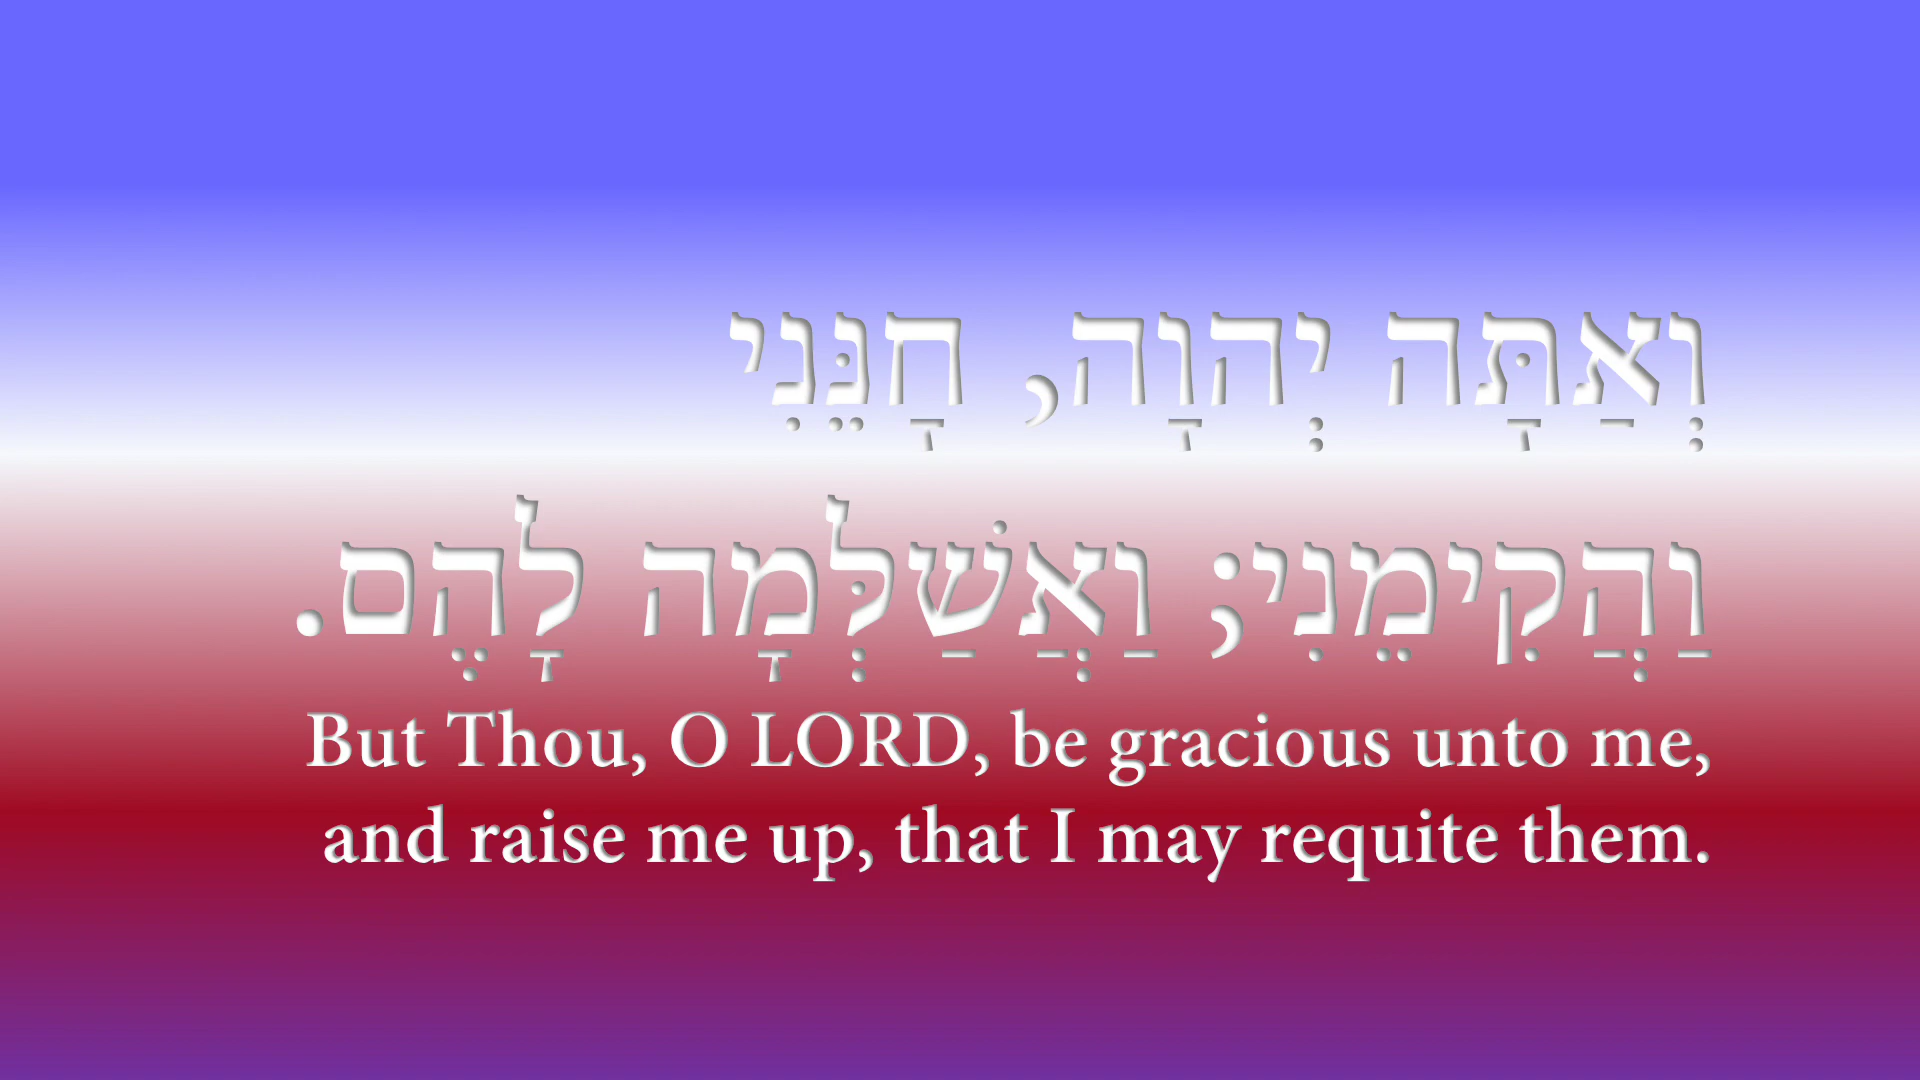 וְאַתָּה יְהוָה, חָנֵּנִי
וַהֲקִימֵנִי; וַאֲשַׁלְּמָה לָהֶם.
But Thou, O LORD, be gracious unto me,
and raise me up, that I may requite them.